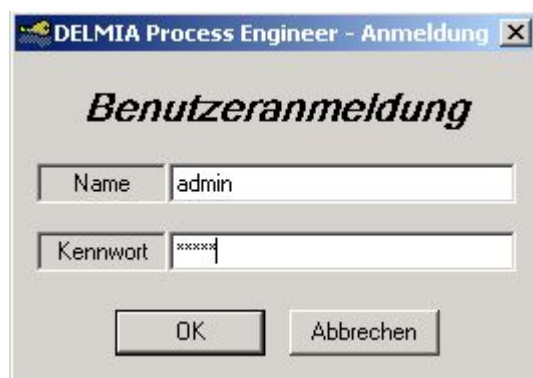 DELMIA Process Engineer - Anmeldung
Benutzeranmeldung
Name admin
Kennwort *****
OK Abbrechen